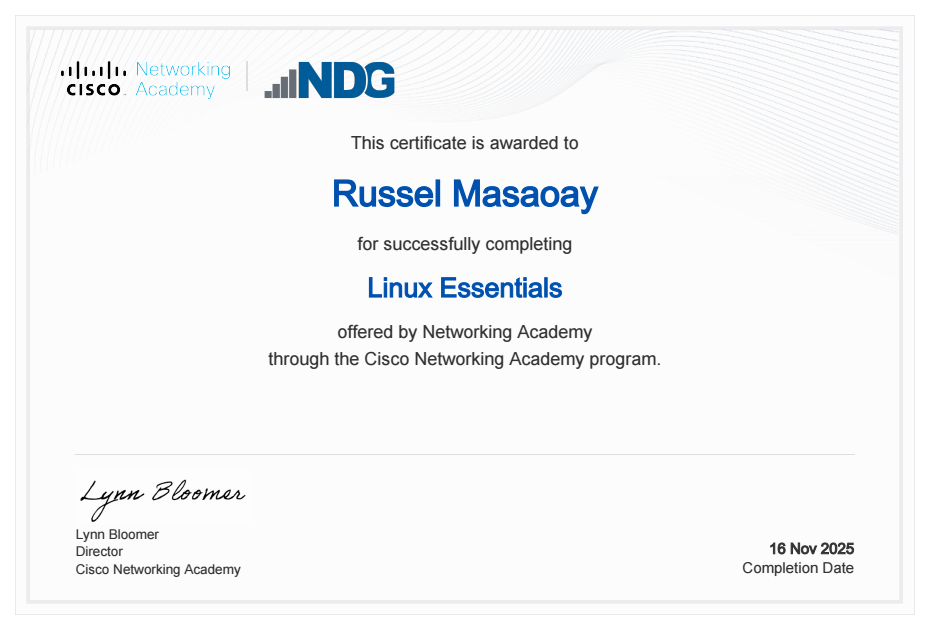 Networking
CISCO Academy
NDG
This certificate is awarded to
Russel Masaoay
for successfully completing
Linux Essentials
offered by Networking Academy
through the Cisco Networking Academy program.
Lynn Bloomer
Lynn Bloomer
Director
Cisco Networking Academy
16 Nov 2025
Completion Date